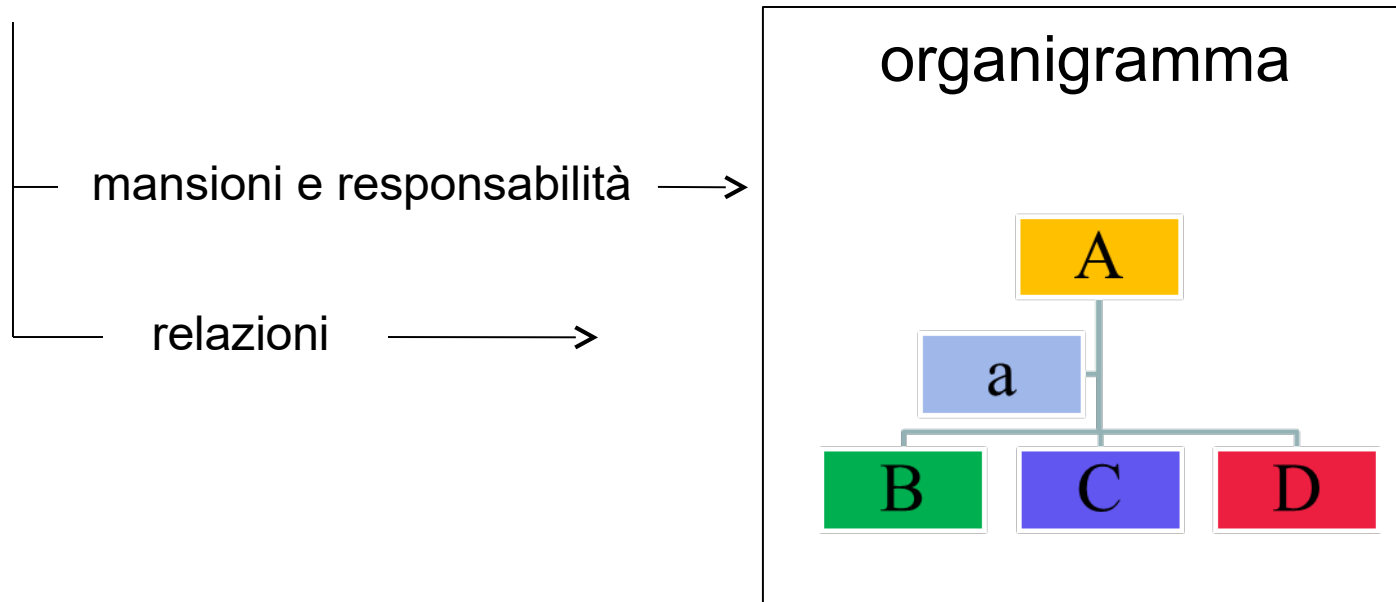 organigramma
mansioni e responsabilità
relazioni
A
a
B C D